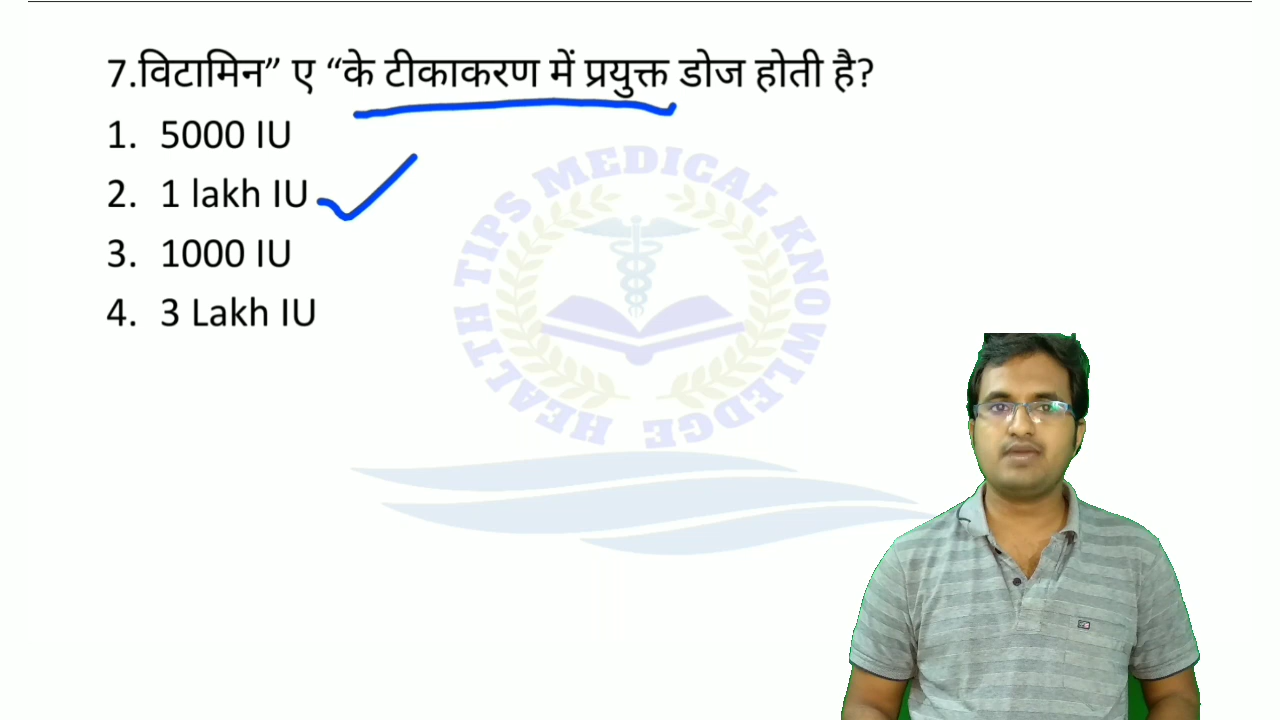 7.विटामिन” ए “के टीकाकरण में प्रयुक्त डोज होती है?
1. 5000 IU
2. 1 lakh IU
3. 1000 IU
4. 3 Lakh IU
HEALTH TIPS MEDICAL KNOWLEDGE